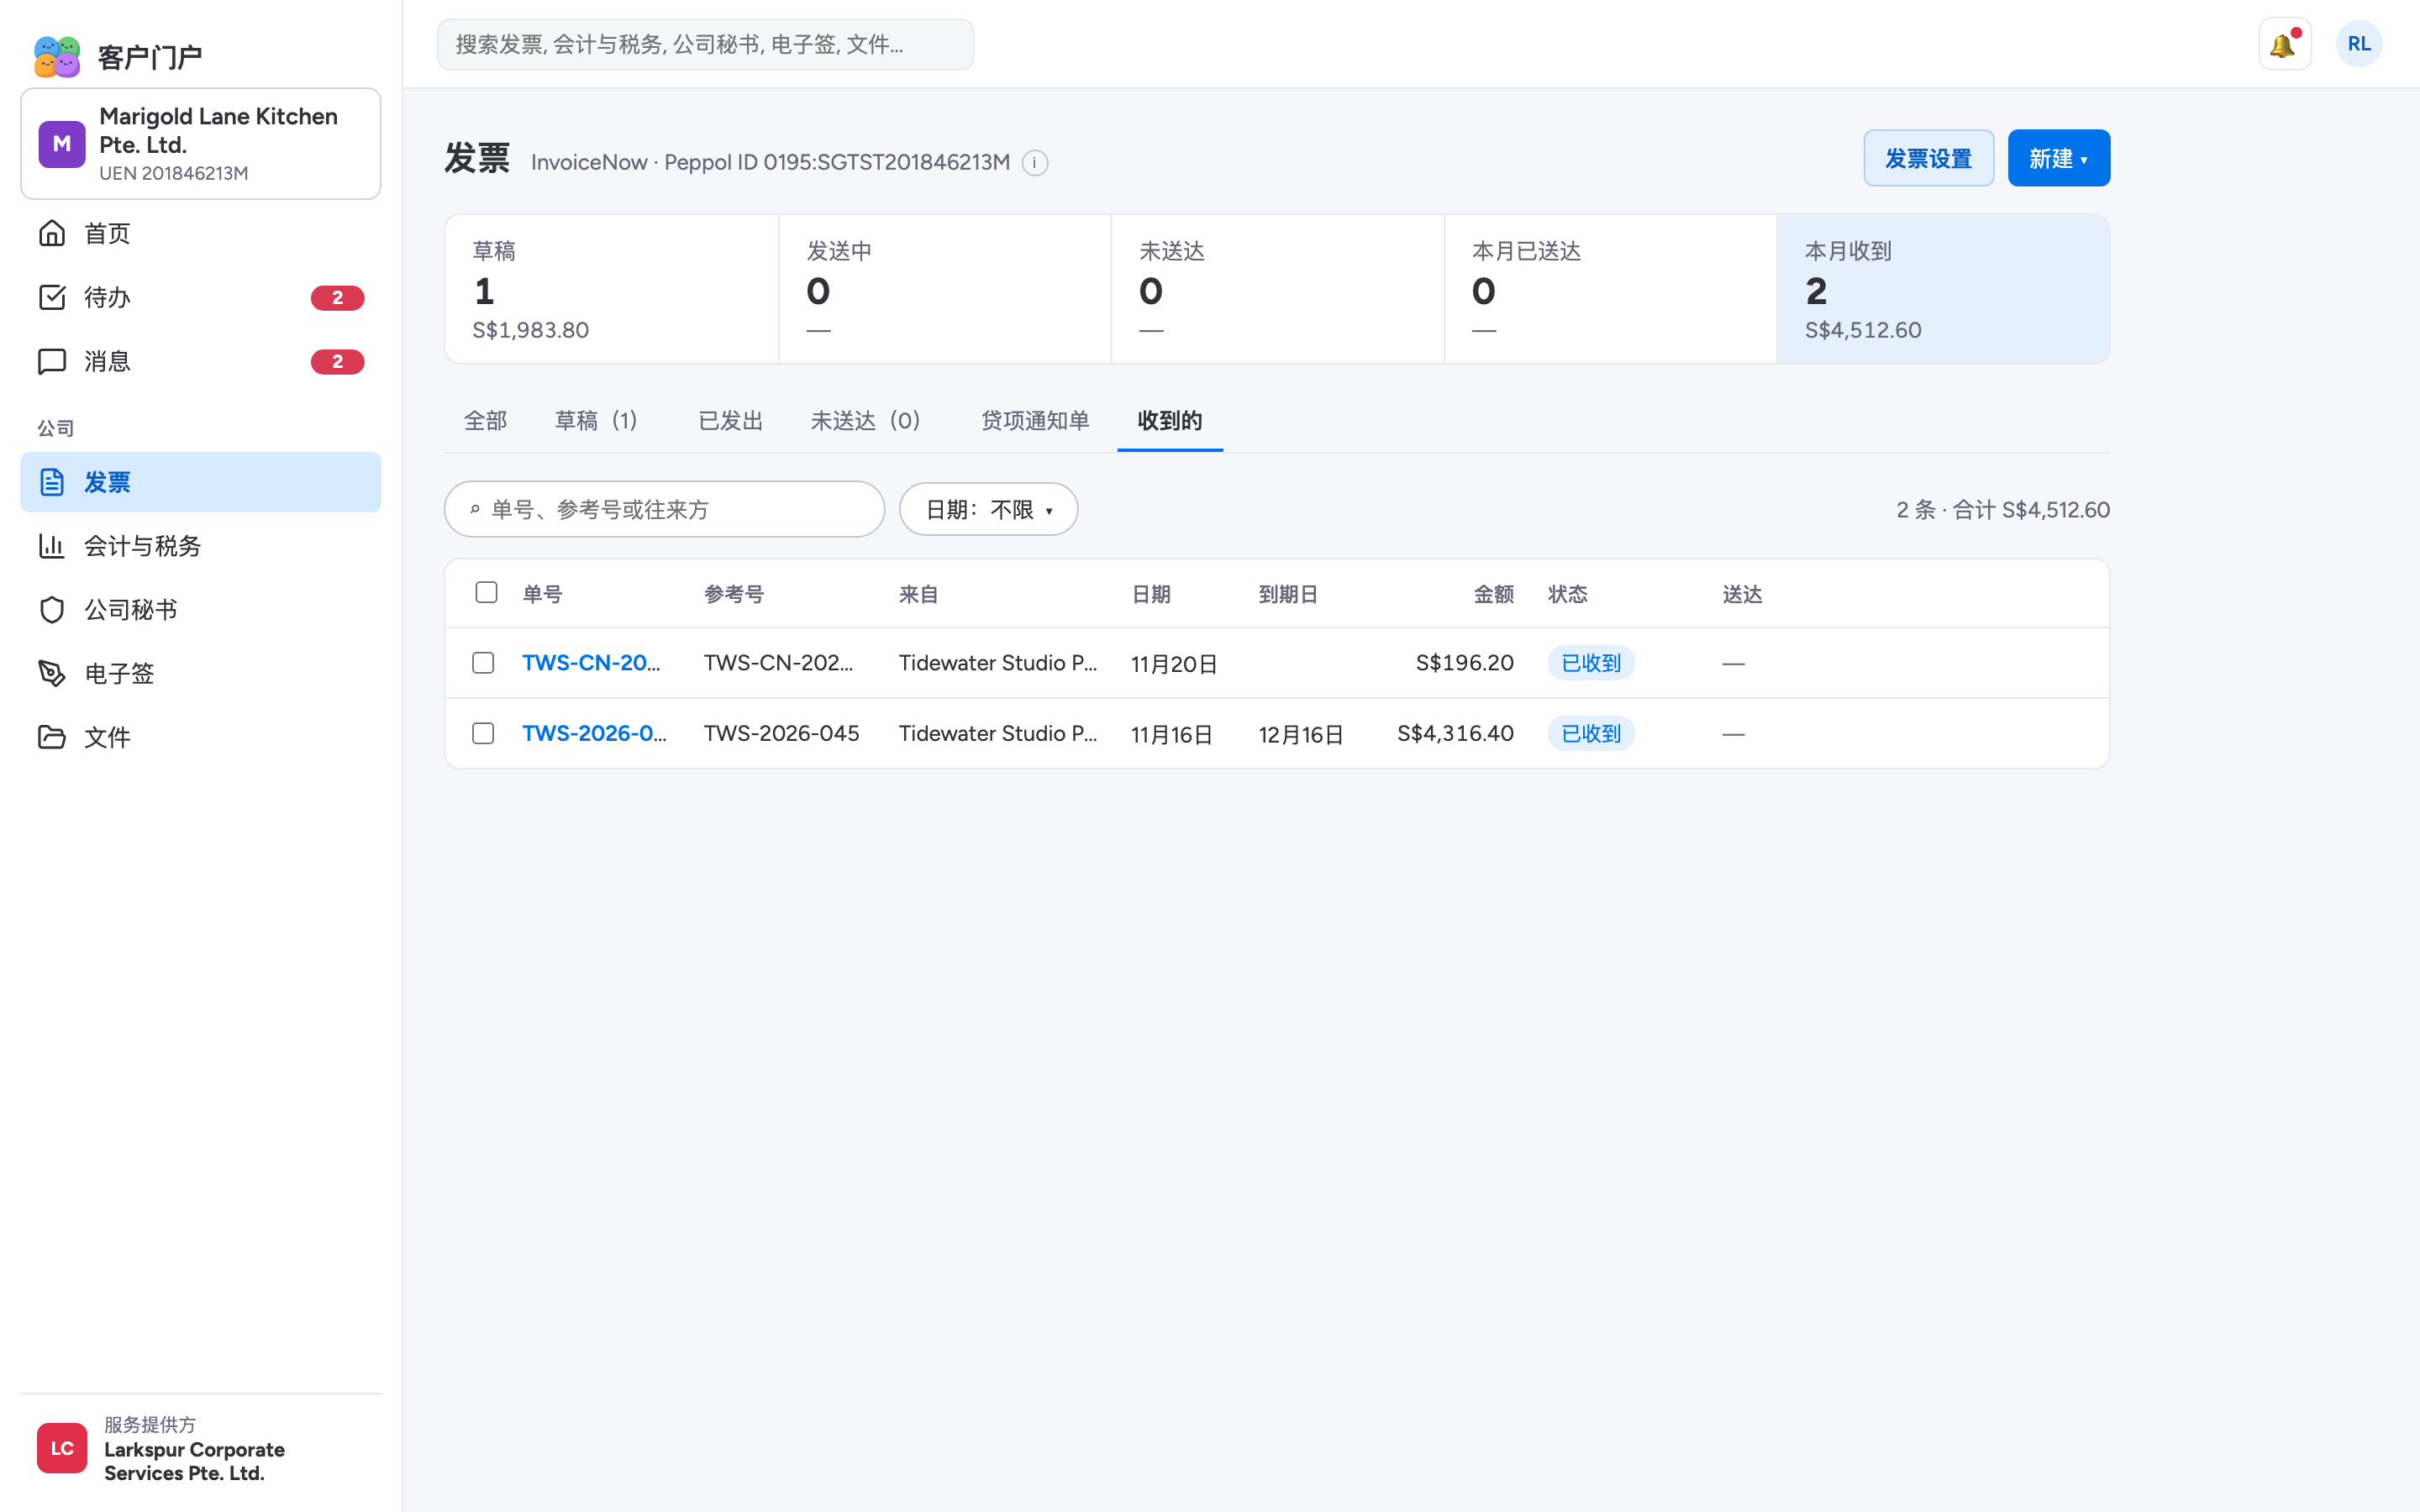 客户门户
M
Marigold Lane Kitchen
Pte. Ltd.
UEN 201846213M
首页
待办 2
消息 2
公司
发票
会计与税务
公司秘书
电子签
文件
LC
服务提供方
Larkspur Corporate
Services Pte. Ltd.
搜索发票, 会计与税务, 公司秘书, 电子签, 文件...
RL
发票 InvoiceNow · Peppol ID 0195:SGTST201846213M i
发票设置 新建 ▾
草稿 发送中 未送达 本月已送达 本月收到
1 0 0 0 2
S$1,983.80 — — — S$4,512.60
全部 草稿（1） 已发出 未送达（0） 贷项通知单 收到的
单号、参考号或往来方 日期：不限 ▾ 2 条 · 合计 S$4,512.60
单号 参考号 来自 日期 到期日 金额 状态 送达
TWS-CN-20... TWS-CN-202... Tidewater Studio P... 11月20日 S$196.20 已收到 —
TWS-2026-0... TWS-2026-045 Tidewater Studio P... 11月16日 12月16日 S$4,316.40 已收到 —